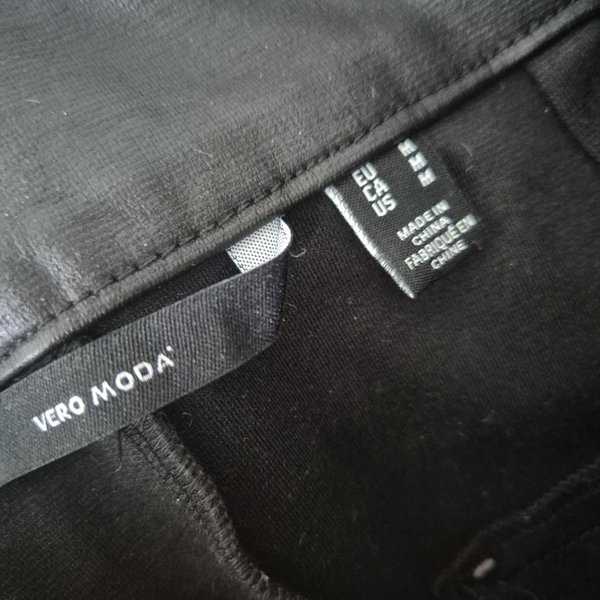 VERO MODA
EU M
CA M
US M
MADE IN
CHINA
FABRIQUÉ EN
CHINE